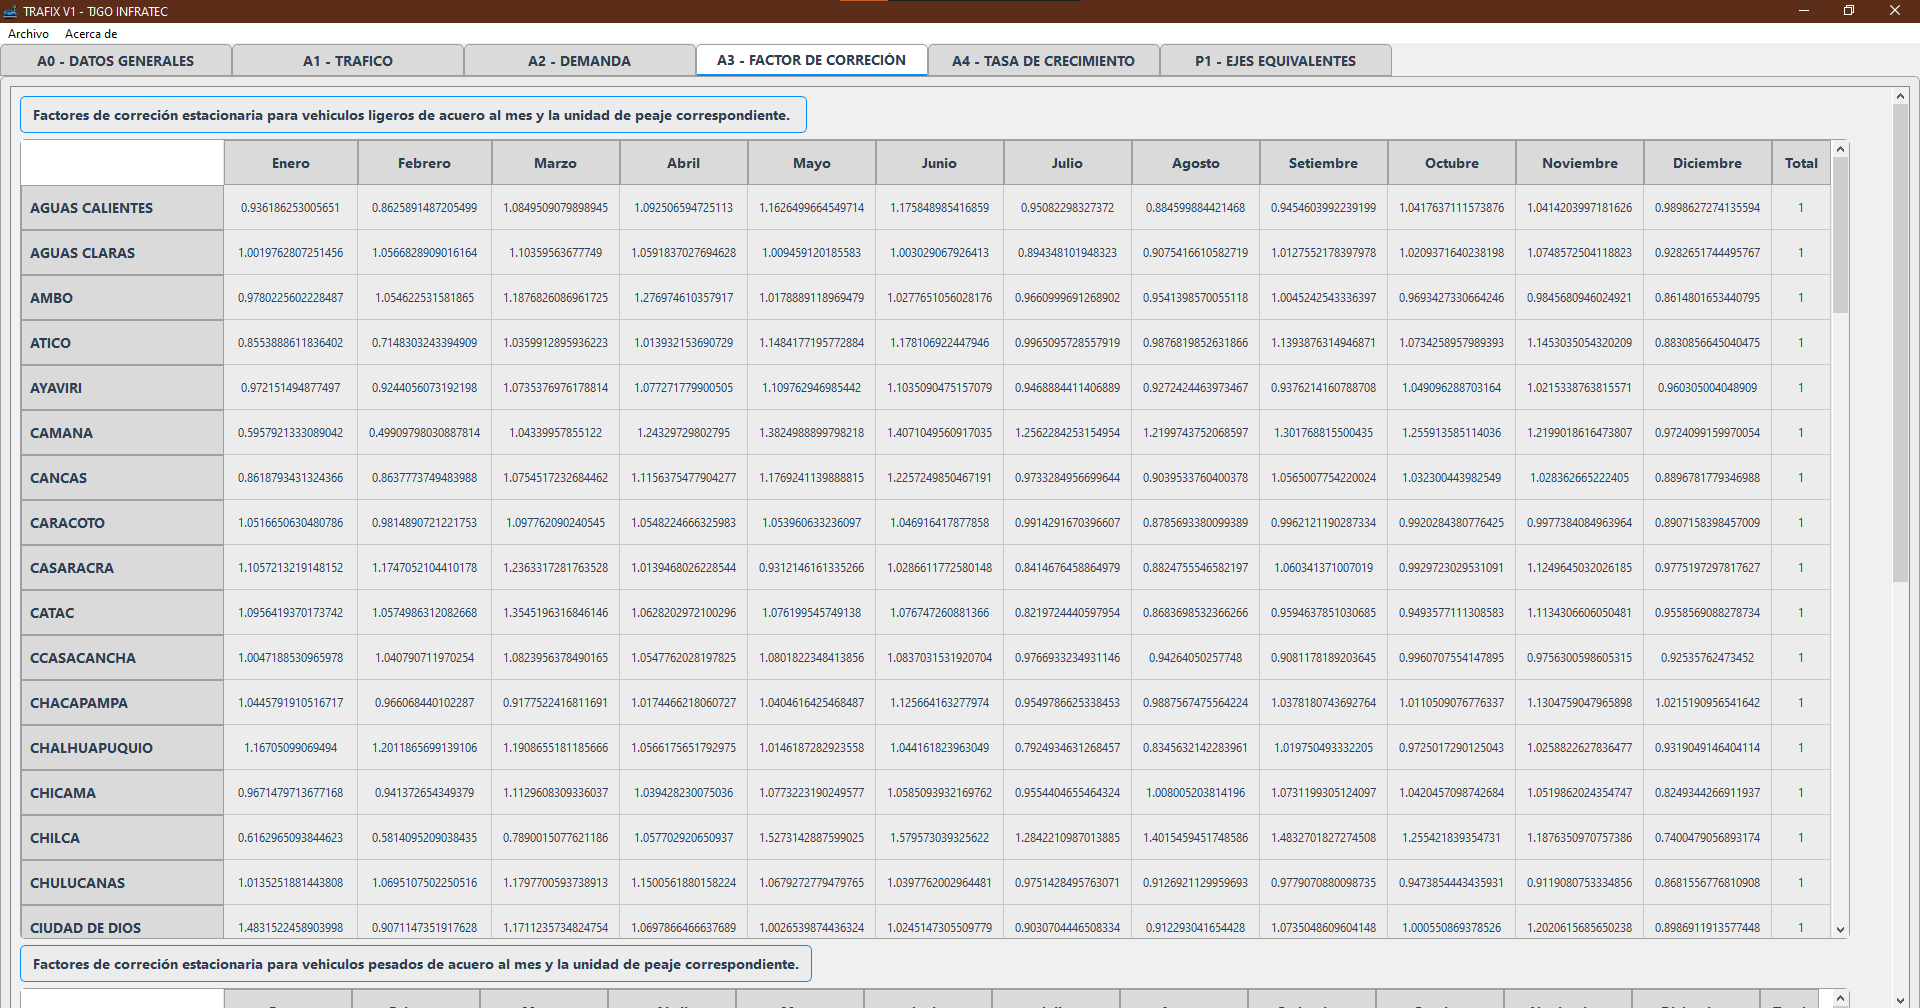 TRAFIX V1 - TJGO INFRATEC
Archivo Acerca de
A0 - DATOS GENERALES A1 - TRAFICO A2 - DEMANDA A3 - FACTOR DE CORRECIÓN A4 - TASA DE CRECIMIENTO P1 - EJES EQUIVALENTES
Factores de correción estacionaria para vehiculos ligeros de acuero al mes y la unidad de peaje correspondiente.
Enero Febrero Marzo Abril Mayo Junio Julio Agosto Setiembre Octubre Noviembre Diciembre Total
AGUAS CALIENTES 0.936186253005651 0.8625891487205499 1.0849509079898945 1.092506594725113 1.1626499664549714 1.175848985416859 0.95082298327372 0.884599884421468 0.9454603992239199 1.0417637111573876 1.0414203997181626 0.9898627274135594 1
AGUAS CLARAS 1.0019762807251456 1.0566828909016164 1.10359563677749 1.0591837027694628 1.009459120185583 1.003029067926413 0.894348101948323 0.9075416610582719 1.0127552178397978 1.0209371640238198 1.0748572504118823 0.9282651744495767 1
AMBO 0.9780225602228487 1.054622531581865 1.1876826086961725 1.276974610357917 1.0178889118969479 1.0277651056028176 0.9660999691268902 0.9541398570055118 1.0045242543336397 0.9693427330664246 0.9845680946024921 0.8614801653440795 1
ATICO 0.8553888611836402 0.7148303243394909 1.0359912895936223 1.013932153690729 1.1484177195772884 1.178106922447946 0.9965095728557919 0.9876819852631866 1.1393876314946871 1.0734258957989393 1.1453035054320209 0.8830856645040475 1
AYAVIRI 0.972151494877497 0.9244056073192198 1.0735376976178814 1.077271779900505 1.109762946985442 1.1035090475157079 0.9468884411406889 0.9272424463973467 0.9376214160788708 1.049096288703164 1.0215338763815571 0.960305004048909 1
CAMANA 0.5957921333089042 0.49909798030887814 1.04339957855122 1.24329729802795 1.3824988899798218 1.4071049560917035 1.2562284253154954 1.2199743752068597 1.301768815500435 1.255913585114036 1.2199018616473807 0.9724099159970054 1
CANCAS 0.8618793431324366 0.8637773749483988 1.0754517232684462 1.1156375477904277 1.1769241139888815 1.2257249850467191 0.9733284956699644 0.9039533760400378 1.0565007754220024 1.032300443982549 1.028362665222405 0.8896781779346988 1
CARACOTO 1.0516650630480786 0.9814890721221753 1.097762090240545 1.0548224666325983 1.053960633236097 1.046916417877858 0.9914291670396607 0.8785693380099389 0.9962121190287334 0.9920284380776425 0.9977384084963964 0.8907158398457009 1
CASARACRA 1.1057213219148152 1.1747052104410178 1.2363317281763528 1.0139468026228544 0.9312146161335266 1.0286611772580148 0.8414676458864979 0.8824755546582197 1.060341371007019 0.9929723029531091 1.1249645032026185 0.9775197297817627 1
CATAC 1.0956419370173742 1.0574986312082668 1.3545196316846146 1.0628202972100296 1.076199545749138 1.076747260881366 0.8219724440597954 0.8683698532366266 0.9594637851030685 0.9493577111308583 1.1134306606050481 0.9558569088278734 1
CCASACANCHA 1.0047188530965978 1.040790711970254 1.0823956378490165 1.0547762028197825 1.0801822348413856 1.0837031531920704 0.9766933234931146 0.94264050257748 0.9081178189203645 0.9960707554147895 0.9756300598605315 0.92535762473452 1
CHACAPAMPA 1.0445791910516717 0.966068440102287 0.9177522416811691 1.0174466218060727 1.0404616425468487 1.125664163277974 0.9549786625338453 0.9887567475564224 1.0378180743692764 1.0110509076776337 1.1304759047965898 1.0215190956541642 1
CHALHUAPUQUIO 1.16705099069494 1.2011865699139106 1.1908655181185666 1.0566175651792975 1.0146187282923558 1.044161823963049 0.7924934631268457 0.8345632142283961 1.019750493332205 0.9725017290125043 1.0258822627836477 0.9319049146404114 1
CHICAMA 0.9671479713677168 0.941372654349379 1.1129608309336037 1.039428230075036 1.0773223190249577 1.0585093932169762 0.9554404655464324 1.008005203814196 1.0731199305124097 1.0420457098742684 1.0519862024354747 0.8249344266911937 1
CHILCA 0.6162965093844623 0.5814095209038435 0.7890015077621186 1.057702920650937 1.5273142887599025 1.579573039325622 1.2842210987013885 1.4015459451748586 1.4832701827274508 1.255421839354731 1.1876350970757386 0.7400479056893174 1
CHULUCANAS 1.0135251881443808 1.0695107502250516 1.1797700593738913 1.1500561880158224 1.0679272779479765 1.0397762002964481 0.9751428495763071 0.9126921129959693 0.9779070880098735 0.9473854443435931 0.9119080753334856 0.8681556776810908 1
CIUDAD DE DIOS 1.4831522458903998 0.9071147351917628 1.1711235734824754 1.0697866466637689 1.0026539874436324 1.0245147305509779 0.9030704446508334 0.912293041654428 1.0735048609604148 1.000550869378526 1.2020615685650238 0.8986911913577448 1
Factores de correción estacionaria para vehiculos pesados de acuero al mes y la unidad de peaje correspondiente.